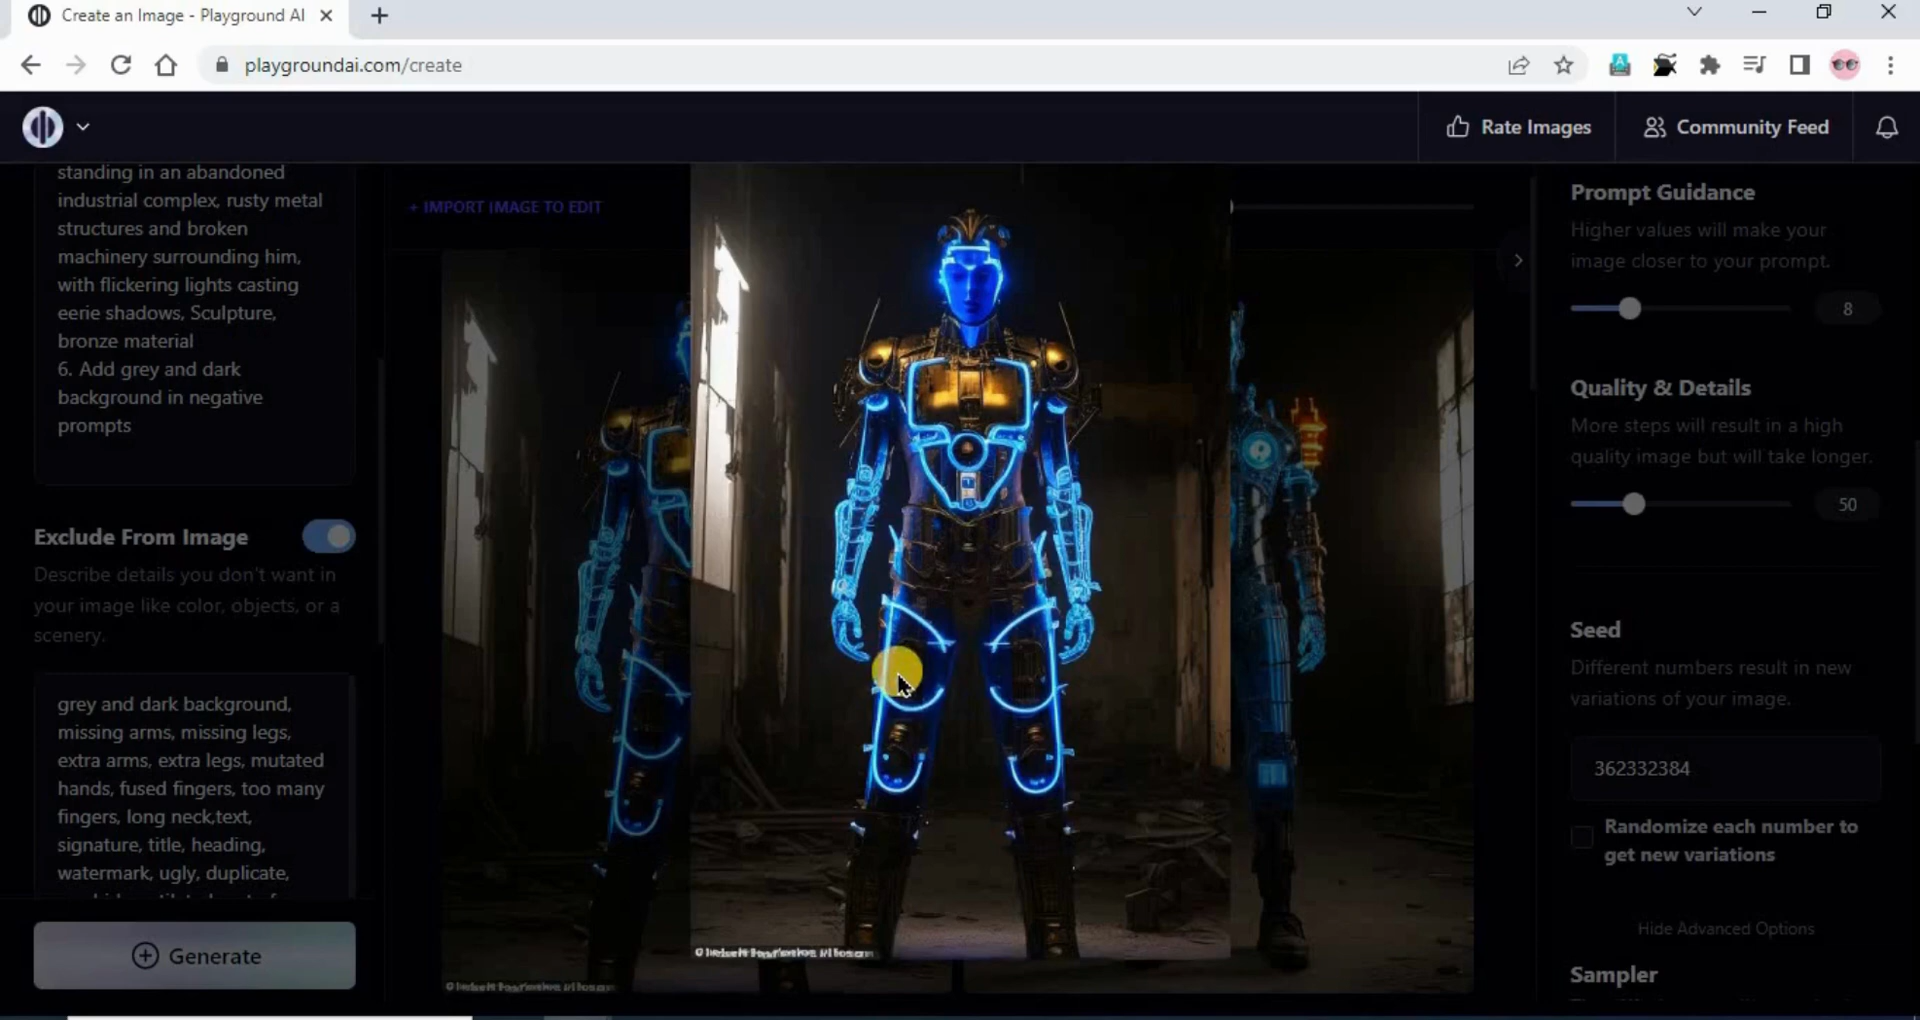 Create an Image - Playground AI
playgroundai.com/create
Rate Images
Community Feed
standing in an abandoned
industrial complex, rusty metal
structures and broken
machinery surrounding him,
with flickering lights casting
eerie shadows, Sculpture,
bronze material
6. Add grey and dark
background in negative
prompts
Exclude From Image
Describe details you don't want in
your image like color, objects, or a
scenery.
grey and dark background,
missing arms, missing legs,
extra arms, extra legs, mutated
hands, fused fingers, too many
fingers, long neck,text,
signature, title, heading,
watermark, ugly, duplicate,
Generate
+ IMPORT IMAGE TO EDIT
Prompt Guidance
Higher values will make your
image closer to your prompt.
8
Quality & Details
More steps will result in a high
quality image but will take longer.
50
Seed
Different numbers result in new
variations of your image.
362332384
Randomize each number to
get new variations
Hide Advanced Options
Sampler